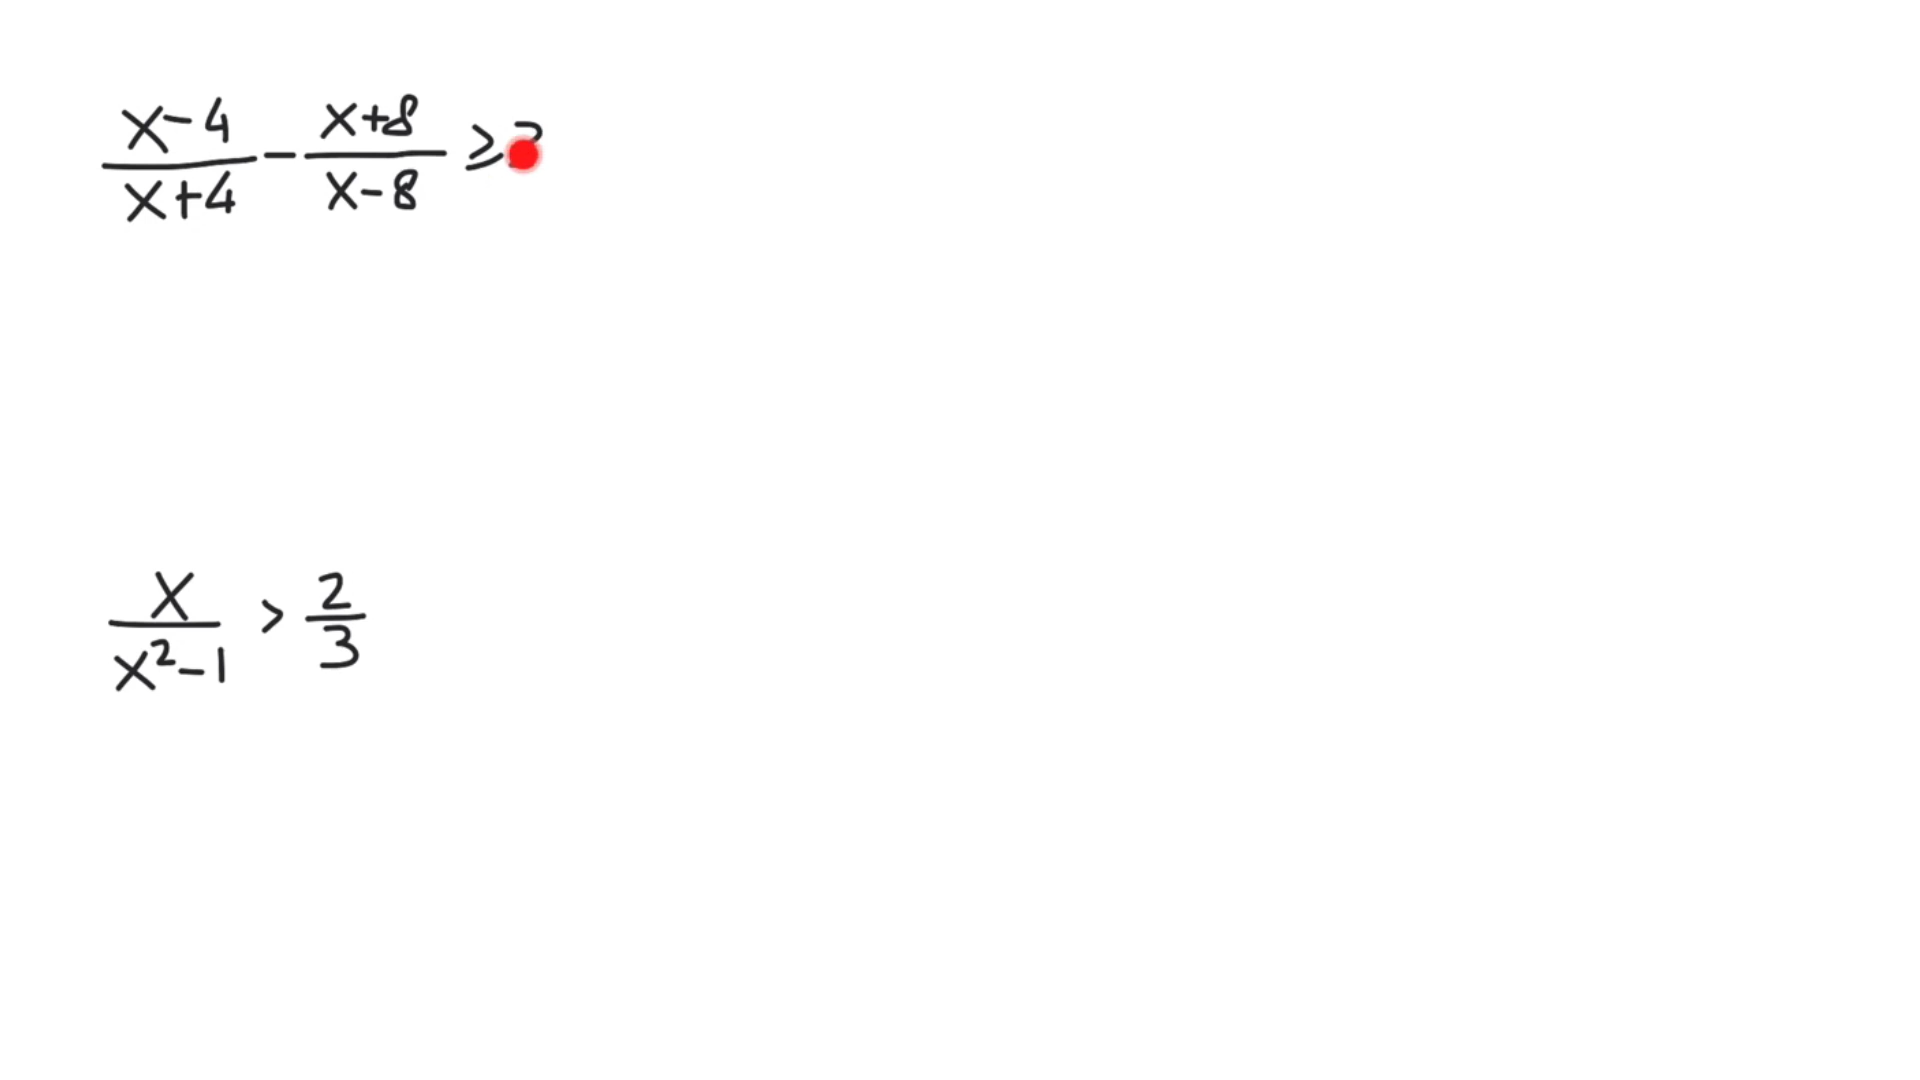 x-4/x+4 - x+8/x-8 ≥
x/x²-1 > 2/3